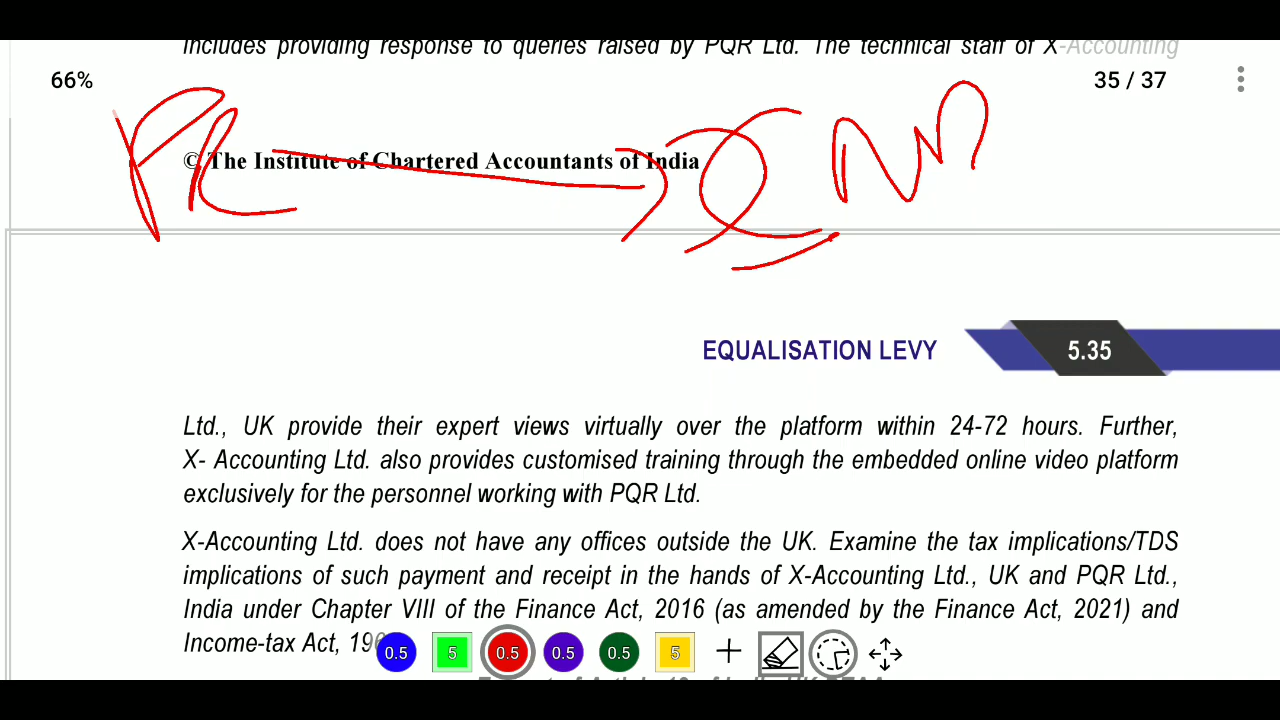 includes providing response to queries raised by PQR Ltd. The technical staff of X-Accounting
66%
35 / 37
© The Institute of Chartered Accountants of India
EQUALISATION LEVY
5.35
Ltd., UK provide their expert views virtually over the platform within 24-72 hours. Further,
X- Accounting Ltd. also provides customised training through the embedded online video platform
exclusively for the personnel working with PQR Ltd.
X-Accounting Ltd. does not have any offices outside the UK. Examine the tax implications/TDS
implications of such payment and receipt in the hands of X-Accounting Ltd., UK and PQR Ltd.,
India under Chapter VIII of the Finance Act, 2016 (as amended by the Finance Act, 2021) and
Income-tax Act,
0.5 5 0.5 0.5 0.5 5